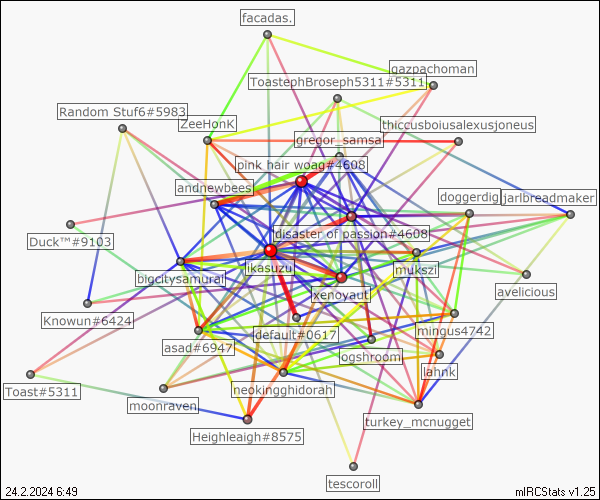 facadas.
gazpachoman
ToastephBroseph5311#5311
Random Stuf6#5983
ZeeHonK
thiccusboiusalexusjoneus
gregor_samsa
pink hair woag#4608
andnewbees
doggerdig
jarlbreadmaker
Duck™#9103
disaster of passion#4608
ikasuzu
mukszi
bigcitysamurai
xenoyaut
avelicious
Knowun#6424
default#0617
mingus4742
asad#6947
ogshroom
lahnk
Toast#5311
moonraven
neokingghidorah
turkey_mcnugget
Heighleigh#8575
tescoroll
24.2.2024 6:49
mIRCStats v1.25